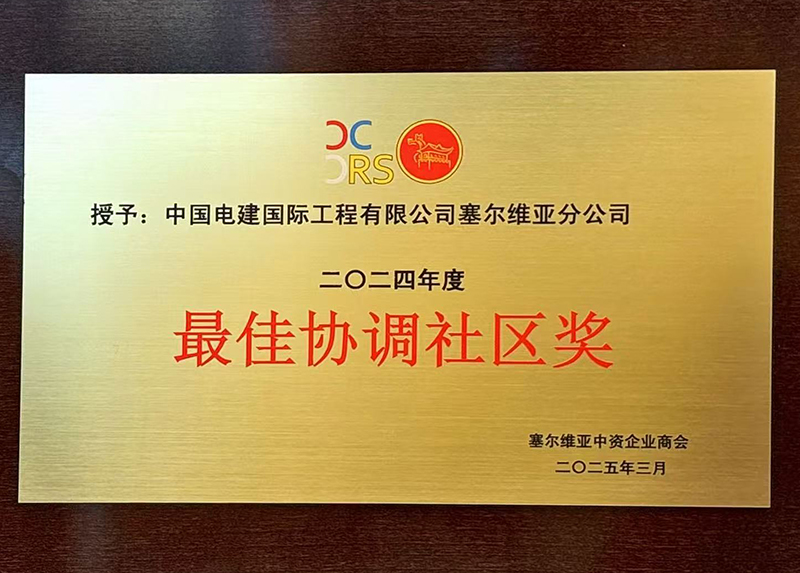 CC
CRS
授予：中国电建国际工程有限公司塞尔维亚分公司
二〇二四年度
最佳协调社区奖
塞尔维亚中资企业商会
二〇二五年三月